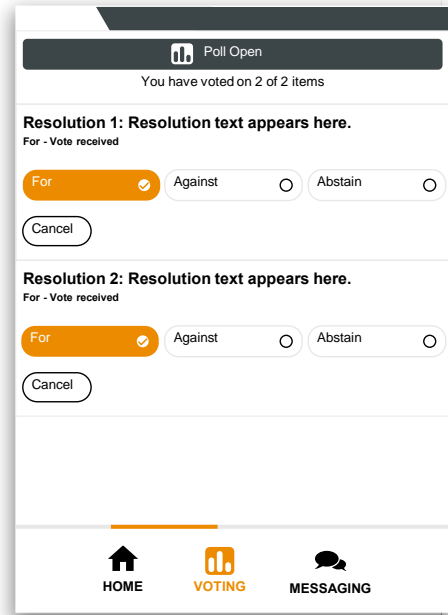 Poll Open
You have voted on 2 of 2 items
Resolution 1: Resolution text appears here.
For - Vote received
For Against Abstain
Cancel
Resolution 2: Resolution text appears here.
For - Vote received
For Against Abstain
Cancel
HOME VOTING MESSAGING